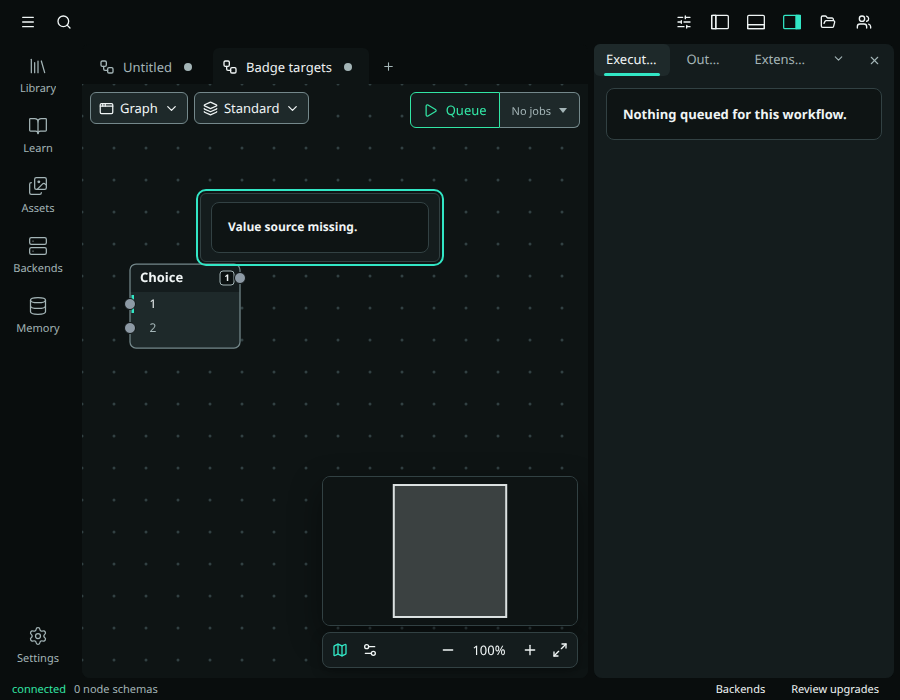 Library
Learn
Assets
Backends
Memory
Settings
Untitled
Badge targets
Graph
Standard
Queue
No jobs
Value source missing.
Choice
1
1
2
100%
Execut...
Out...
Extens...
Nothing queued for this workflow.
connected
0 node schemas
Backends
Review upgrades